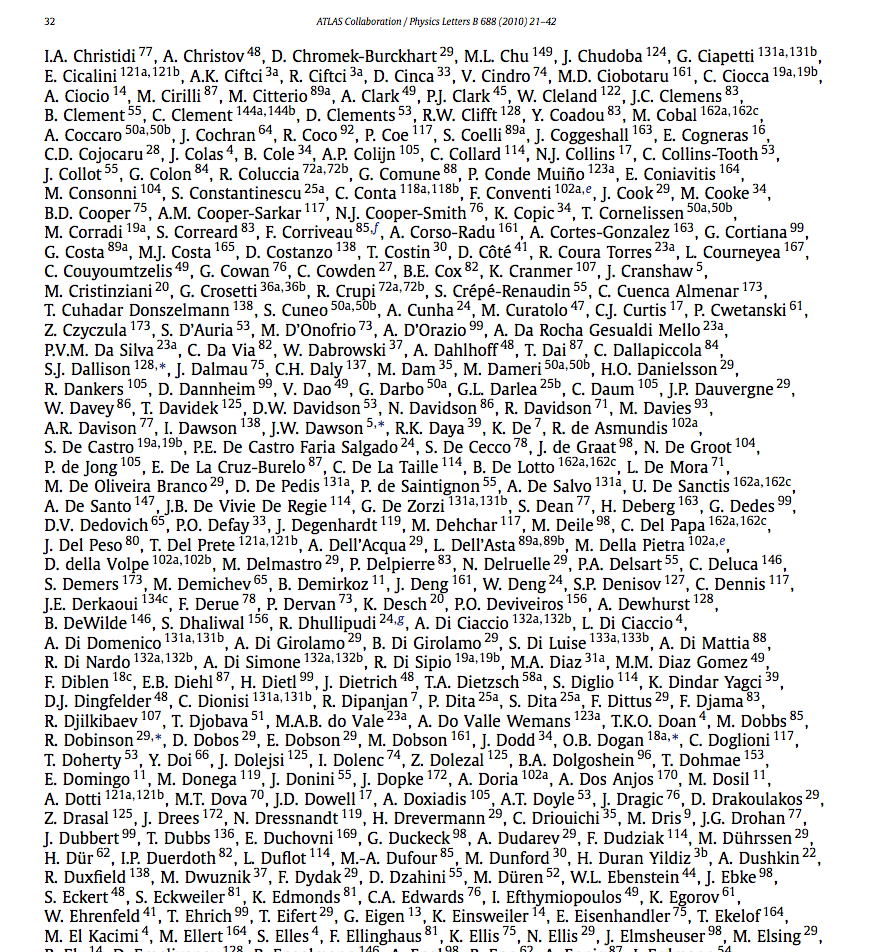 32
ATLAS Collaboration / Physics Letters B 688 (2010) 21–42
I.A. Christidi 77, A. Christov 48, D. Chromek-Burckhart 29, M.L. Chu 149, J. Chudoba 124, G. Ciapetti 131a,131b,
E. Cicalini 121a,121b, A.K. Ciftci 3a, R. Ciftci 3a, D. Cinca 33, V. Cindro 74, M.D. Ciobotaru 161, C. Ciocca 19a,19b,
A. Ciocio 14, M. Cirilli 87, M. Citterio 89a, A. Clark 49, P.J. Clark 45, W. Cleland 122, J.C. Clemens 83,
B. Clement 55, C. Clement 144a,144b, D. Clements 53, R.W. Clifft 128, Y. Coadou 83, M. Cobal 162a,162c,
A. Coccaro 50a,50b, J. Cochran 64, R. Coco 92, P. Coe 117, S. Coelli 89a, J. Coggeshall 163, E. Cogneras 16,
C.D. Cojocaru 28, J. Colas 4, B. Cole 34, A.P. Colijn 105, C. Collard 114, N.J. Collins 17, C. Collins-Tooth 53,
J. Collot 55, G. Colon 84, R. Coluccia 72a,72b, G. Comune 88, P. Conde Muiño 123a, E. Coniavitis 164,
M. Consonni 104, S. Constantinescu 25a, C. Conta 118a,118b, F. Conventi 102a,e, J. Cook 29, M. Cooke 34,
B.D. Cooper 75, A.M. Cooper-Sarkar 117, N.J. Cooper-Smith 76, K. Copic 34, T. Cornelissen 50a,50b,
M. Corradi 19a, S. Correard 83, F. Corriveau 85,f, A. Corso-Radu 161, A. Cortes-Gonzalez 163, G. Cortiana 99,
G. Costa 89a, M.J. Costa 165, D. Costanzo 138, T. Costin 30, D. Côté 41, R. Coura Torres 23a, L. Courneyea 167,
C. Couyoumtzelis 49, G. Cowan 76, C. Cowden 27, B.E. Cox 82, K. Cranmer 107, J. Cranshaw 5,
M. Cristinziani 20, G. Crosetti 36a,36b, R. Crupi 72a,72b, S. Crépé-Renaudin 55, C. Cuenca Almenar 173,
T. Cuhadar Donszelmann 138, S. Cuneo 50a,50b, A. Cunha 24, M. Curatolo 47, C.J. Curtis 17, P. Cwetanski 61,
Z. Czyczula 173, S. D'Auria 53, M. D'Onofrio 73, A. D'Orazio 99, A. Da Rocha Gesualdi Mello 23a,
P.V.M. Da Silva 23a, C. Da Via 82, W. Dabrowski 37, A. Dahlhoff 48, T. Dai 87, C. Dallapiccola 84,
S.J. Dallison 128,*, J. Dalmau 75, C.H. Daly 137, M. Dam 35, M. Dameri 50a,50b, H.O. Danielsson 29,
R. Dankers 105, D. Dannheim 99, V. Dao 49, G. Darbo 50a, G.L. Darlea 25b, C. Daum 105, J.P. Dauvergne 29,
W. Davey 86, T. Davidek 125, D.W. Davidson 53, N. Davidson 86, R. Davidson 71, M. Davies 93,
A.R. Davison 77, I. Dawson 138, J.W. Dawson 5,*, R.K. Daya 39, K. De 7, R. de Asmundis 102a,
S. De Castro 19a,19b, P.E. De Castro Faria Salgado 24, S. De Cecco 78, J. de Graat 98, N. De Groot 104,
P. de Jong 105, E. De La Cruz-Burelo 87, C. De La Taille 114, B. De Lotto 162a,162c, L. De Mora 71,
M. De Oliveira Branco 29, D. De Pedis 131a, P. de Saintignon 55, A. De Salvo 131a, U. De Sanctis 162a,162c,
A. De Santo 147, J.B. De Vivie De Regie 114, G. De Zorzi 131a,131b, S. Dean 77, H. Deberg 163, G. Dedes 99,
D.V. Dedovich 65, P.O. Defay 33, J. Degenhardt 119, M. Dehchar 117, M. Deile 98, C. Del Papa 162a,162c,
J. Del Peso 80, T. Del Prete 121a,121b, A. Dell'Acqua 29, L. Dell'Asta 89a,89b, M. Della Pietra 102a,e,
D. della Volpe 102a,102b, M. Delmastro 29, P. Delpierre 83, N. Delruelle 29, P.A. Delsart 55, C. Deluca 146,
S. Demers 173, M. Demichev 65, B. Demirkoz 11, J. Deng 161, W. Deng 24, S.P. Denisov 127, C. Dennis 117,
J.E. Derkaoui 134c, F. Derue 78, P. Dervan 73, K. Desch 20, P.O. Deviveiros 156, A. Dewhurst 128,
B. DeWilde 146, S. Dhaliwal 156, R. Dhullipudi 24,g, A. Di Ciaccio 132a,132b, L. Di Ciaccio 4,
A. Di Domenico 131a,131b, A. Di Girolamo 29, B. Di Girolamo 29, S. Di Luise 133a,133b, A. Di Mattia 88,
R. Di Nardo 132a,132b, A. Di Simone 132a,132b, R. Di Sipio 19a,19b, M.A. Diaz 31a, M.M. Diaz Gomez 49,
F. Diblen 18c, E.B. Diehl 87, H. Dietl 99, J. Dietrich 48, T.A. Dietzsch 58a, S. Diglio 114, K. Dindar Yagci 39,
D.J. Dingfelder 48, C. Dionisi 131a,131b, R. Dipanjan 7, P. Dita 25a, S. Dita 25a, F. Dittus 29, F. Djama 83,
R. Djilkibaev 107, T. Djobava 51, M.A.B. do Vale 23a, A. Do Valle Wemans 123a, T.K.O. Doan 4, M. Dobbs 85,
R. Dobinson 29,*, D. Dobos 29, E. Dobson 29, M. Dobson 161, J. Dodd 34, O.B. Dogan 18a,*, C. Doglioni 117,
T. Doherty 53, Y. Doi 66, J. Dolejsi 125, I. Dolenc 74, Z. Dolezal 125, B.A. Dolgoshein 96, T. Dohmae 153,
E. Domingo 11, M. Donega 119, J. Donini 55, J. Dopke 172, A. Doria 102a, A. Dos Anjos 170, M. Dosil 11,
A. Dotti 121a,121b, M.T. Dova 70, J.D. Dowell 17, A. Doxiadis 105, A.T. Doyle 53, J. Dragic 76, D. Drakoulakos 29,
Z. Drasal 125, J. Drees 172, N. Dressnandt 119, H. Drevermann 29, C. Driouichi 35, M. Dris 9, J.G. Drohan 77,
J. Dubbert 99, T. Dubbs 136, E. Duchovni 169, G. Duckeck 98, A. Dudarev 29, F. Dudziak 114, M. Dührssen 29,
H. Dür 62, I.P. Duerdoth 82, L. Duflot 114, M.-A. Dufour 85, M. Dunford 30, H. Duran Yildiz 3b, A. Dushkin 22,
R. Duxfield 138, M. Dwuznik 37, F. Dydak 29, D. Dzahini 55, M. Düren 52, W.L. Ebenstein 44, J. Ebke 98,
S. Eckert 48, S. Eckweiler 81, K. Edmonds 81, C.A. Edwards 76, I. Efthymiopoulos 49, K. Egorov 61,
W. Ehrenfeld 41, T. Ehrich 99, T. Eifert 29, G. Eigen 13, K. Einsweiler 14, E. Eisenhandler 75, T. Ekelof 164,
M. El Kacimi 4, M. Ellert 164, S. Elles 4, F. Ellinghaus 81, K. Ellis 75, N. Ellis 29, J. Elmsheuser 98, M. Elsing 29,